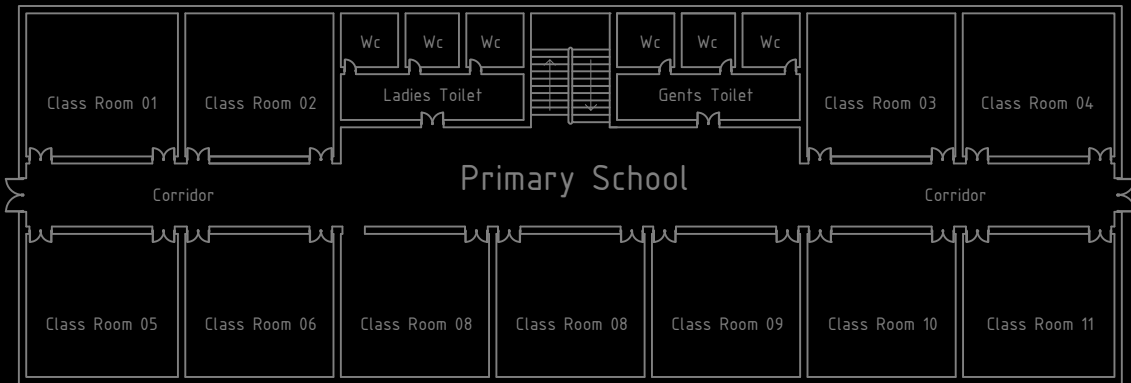 Wc
Wc
Wc
Wc
Wc
Wc
Class Room 01
Class Room 02
Ladies Toilet
Gents Toilet
Class Room 03
Class Room 04
Primary School
Corridor
Corridor
Class Room 05
Class Room 06
Class Room 08
Class Room 08
Class Room 09
Class Room 10
Class Room 11